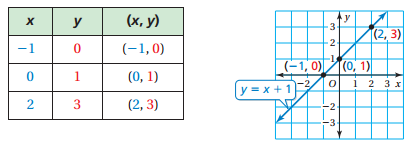 x y (x, y)
−1 0 (−1, 0)
0 1 (0, 1)
2 3 (2, 3)
y
3
(2, 3)
2
1
(−1, 0) (0, 1)
−2 O 1 2 3 x
y = x + 1
−2
−3